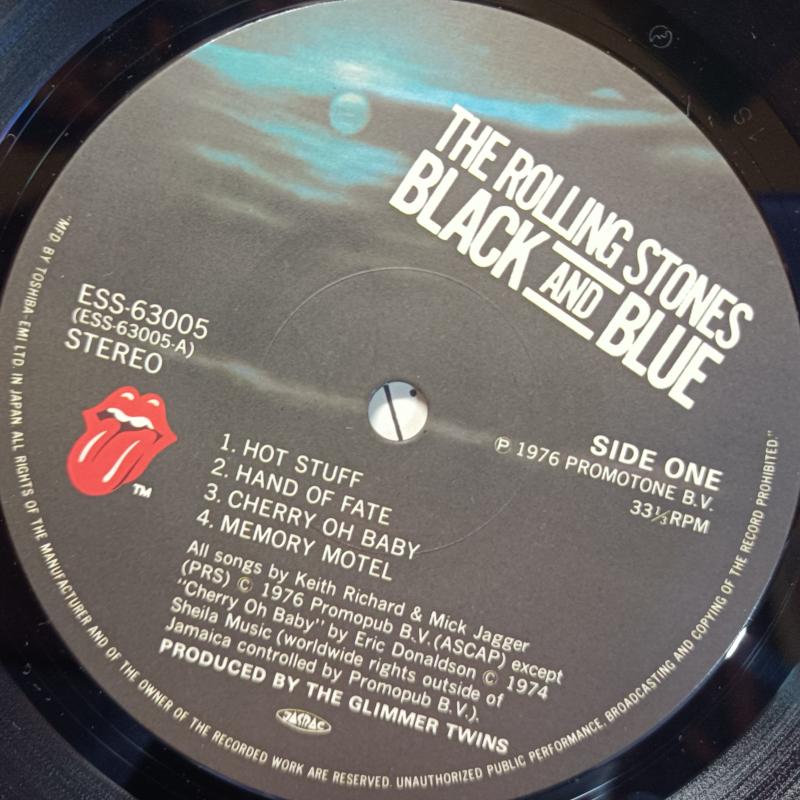 THE ROLLING STONES
BLACK AND BLUE
ESS-63005
(ESS-63005-A)
STEREO
TM
SIDE ONE
Ⓟ 1976 PROMOTONE B.V.
33⅓RPM
1. HOT STUFF
2. HAND OF FATE
3. CHERRY OH BABY
4. MEMORY MOTEL
All songs by Keith Richard & Mick Jagger
(PRS) © 1976 Promopub B.V.(ASCAP) except
"Cherry Oh Baby" by Eric Donaldson © 1974
Sheila Music (worldwide rights outside of
Jamaica controlled by Promopub B.V.).
PRODUCED BY THE GLIMMER TWINS
JASRAC
"MFD. BY TOSHIBA-EMI LTD. IN JAPAN ALL RIGHTS OF THE MANUFACTURER AND OF THE OWNER OF THE RECORDED WORK ARE RESERVED. UNAUTHORIZED PUBLIC PERFORMANCE, BROADCASTING AND COPYING OF THE RECORD PROHIBITED."